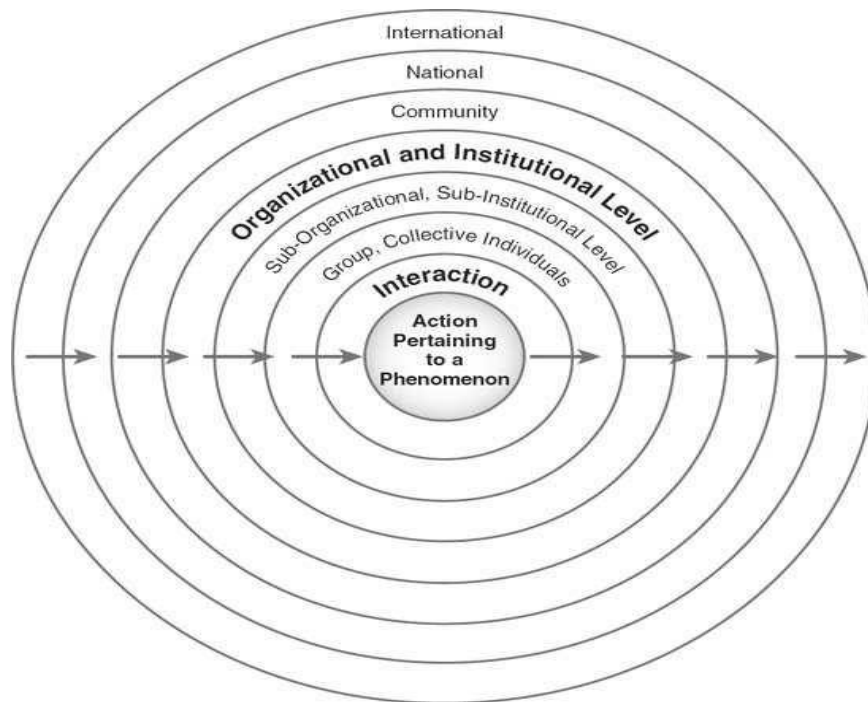 International
National
Community
Organizational and Institutional Level
Sub-Organizational, Sub-Institutional Level
Group, Collective Individuals
Interaction
Action
Pertaining
to a
Phenomenon